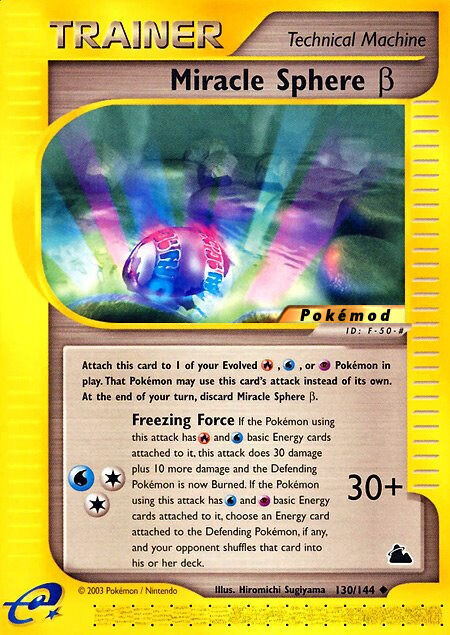 TRAINER
Technical Machine
Miracle Sphere β
Pokémod
ID: F-50-#
Attach this card to 1 of your Evolved , , or Pokémon in
play. That Pokémon may use this card's attack instead of its own.
At the end of your turn, discard Miracle Sphere β.
Freezing Force If the Pokémon using
this attack has and basic Energy cards
attached to it, this attack does 30 damage
plus 10 more damage and the Defending
Pokémon is now Burned. If the Pokémon
using this attack has and basic Energy
cards attached to it, choose an Energy card
attached to the Defending Pokémon, if any,
and your opponent shuffles that card into
his or her deck.
30+
© 2003 Pokémon / Nintendo
Illus. Hiromichi Sugiyama
130/144
e